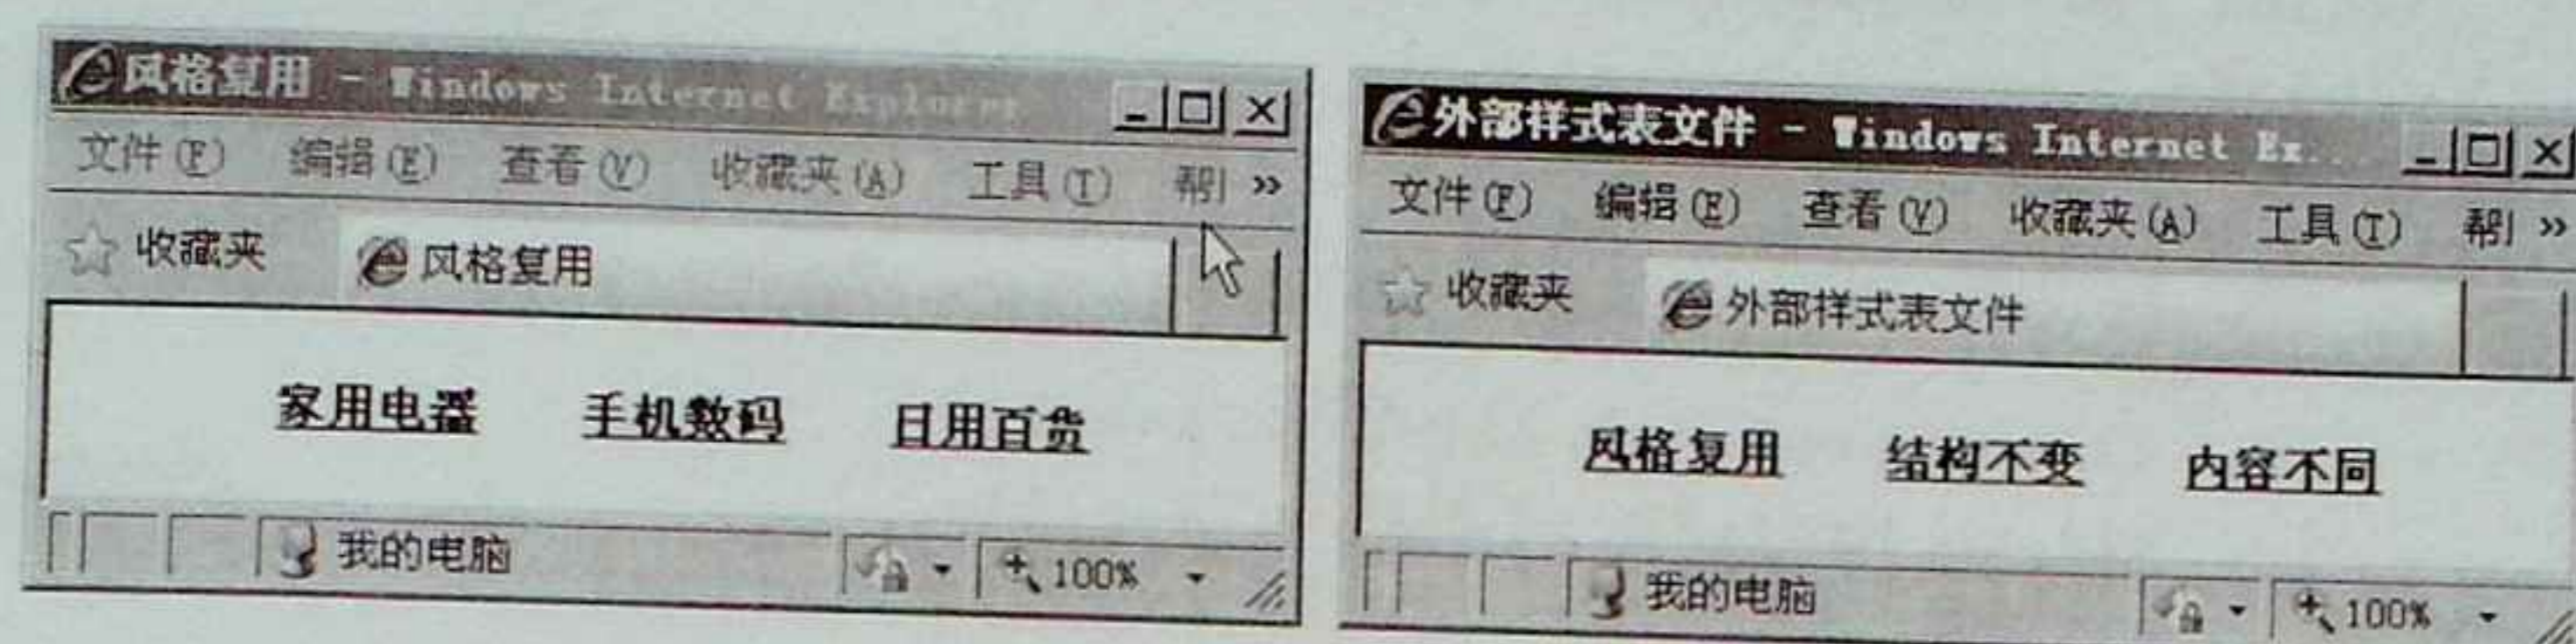 风格复用 - Windows Internet Explorer
文件(F) 编辑(E) 查看(V) 收藏夹(A) 工具(T) 帮 »
收藏夹 风格复用
家用电器 手机数码 日用百货
我的电脑 100%
外部样式表文件 - Windows Internet Ex...
文件(F) 编辑(E) 查看(V) 收藏夹(A) 工具(T) 帮 »
收藏夹 外部样式表文件
风格复用 结构不变 内容不同
我的电脑 100%